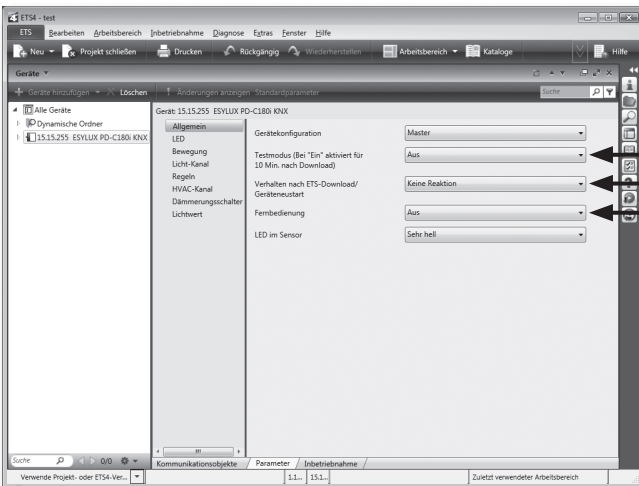 ETS4 - test
ETS Bearbeiten Arbeitsbereich Inbetriebnahme Diagnose Extras Fenster Hilfe
Neu Projekt schließen Drucken Rückgängig Wiederherstellen Arbeitsbereich Kataloge Hilfe
Geräte
Geräte hinzufügen Löschen Änderungen anzeigen Standardparameter Suche
Alle Geräte
Dynamische Ordner
15.15.255 ESYLUX PD-C180i KNX
Gerät: 15.15.255 ESYLUX PD-C180i KNX
Allgemein
LED
Bewegung
Licht-Kanal
Regeln
HVAC-Kanal
Dämmerungsschalter
Lichtwert
Gerätekonfiguration Master
Testmodus (Bei "Ein" aktiviert für
10 Min. nach Download) Aus
Verhalten nach ETS-Download/
Geräteneustart Keine Reaktion
Fernbedienung Aus
LED im Sensor Sehr hell
Suche 0/0
Kommunikationsobjekte Parameter Inbetriebnahme
Verwende Projekt- oder ETS4-Ver... 1.1... 15.1... Zuletzt verwendeter Arbeitsbereich